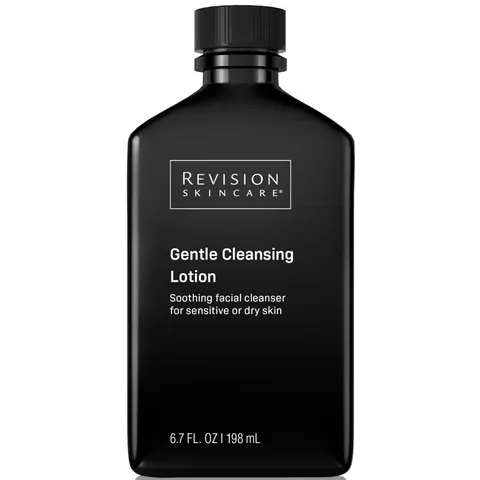 REVISION
SKINCARE®
Gentle Cleansing
Lotion
Soothing facial cleanser
for sensitive or dry skin
6.7 FL. OZ | 198 mL